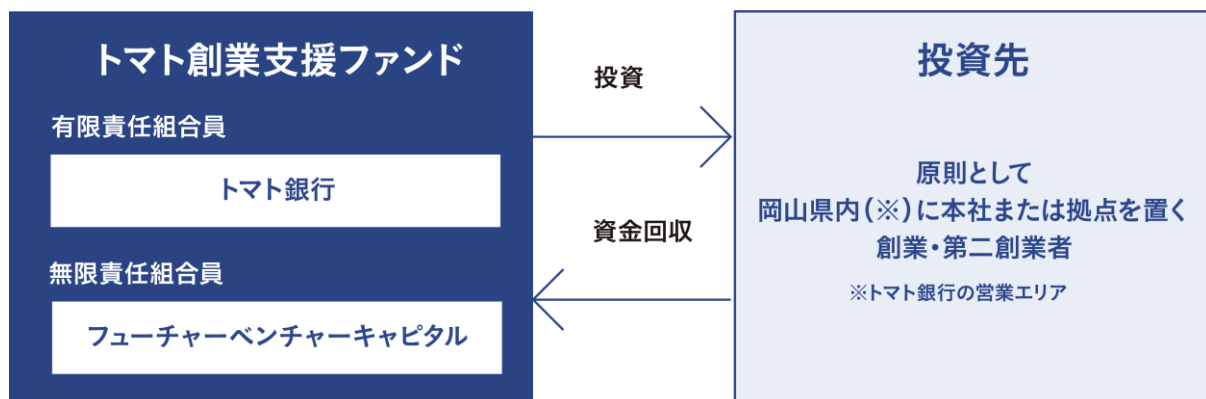 トマト創業支援ファンド
有限責任組合員
トマト銀行
無限責任組合員
フューチャーベンチャーキャピタル
投資
資金回収
投資先
原則として
岡山県内(※)に本社または拠点を置く
創業・第二創業者
※トマト銀行の営業エリア